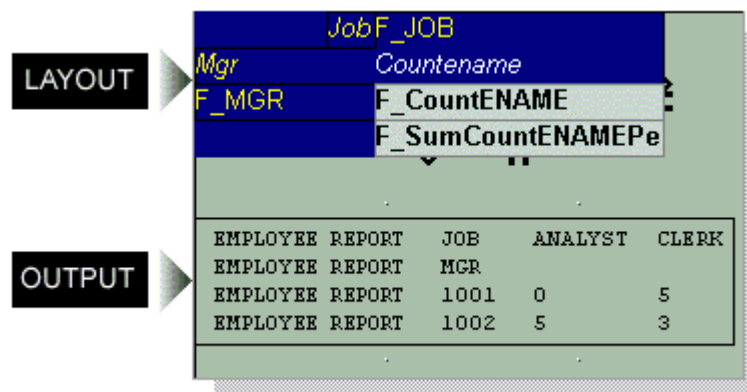 Job F_JOB
Mgr Countename
LAYOUT
F_MGR F_CountENAME
F_SumCountENAMEPe
EMPLOYEE REPORT JOB ANALYST CLERK
EMPLOYEE REPORT MGR
OUTPUT
EMPLOYEE REPORT 1001 0 5
EMPLOYEE REPORT 1002 5 3